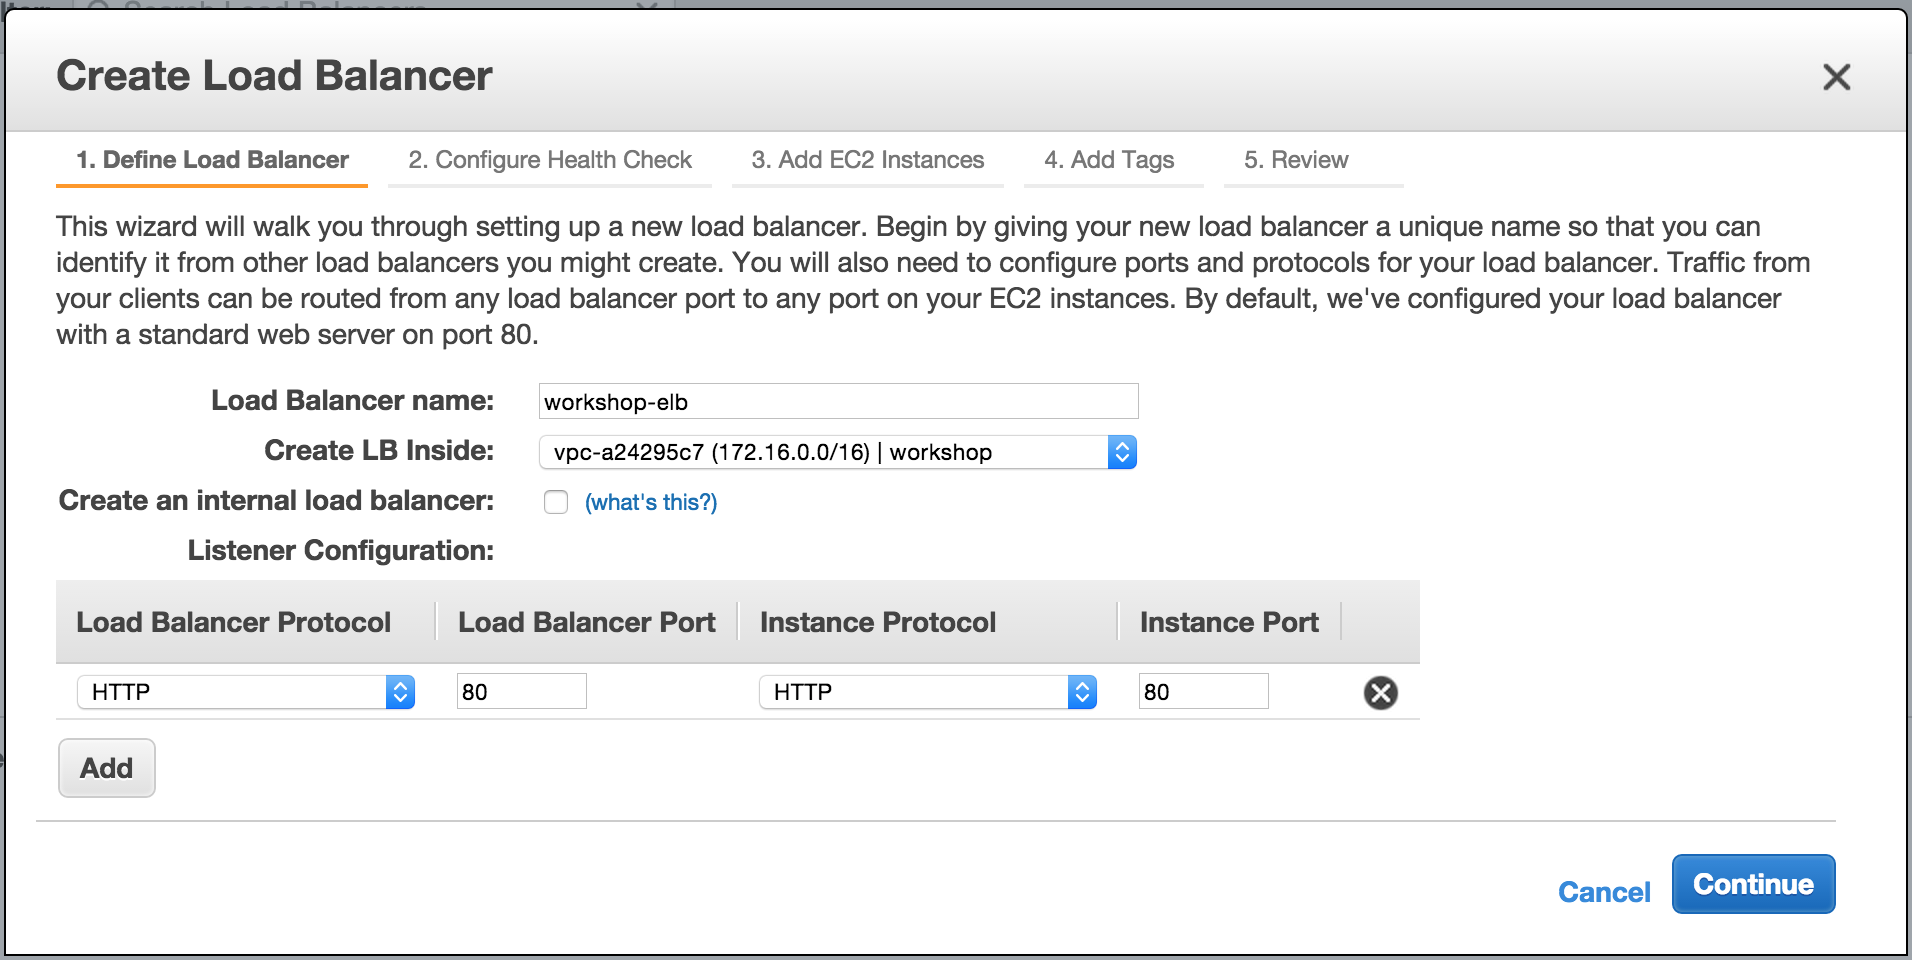 Search Load Balancers
Create Load Balancer
1. Define Load Balancer 2. Configure Health Check 3. Add EC2 Instances 4. Add Tags 5. Review
This wizard will walk you through setting up a new load balancer. Begin by giving your new load balancer a unique name so that you can
identify it from other load balancers you might create. You will also need to configure ports and protocols for your load balancer. Traffic from
your clients can be routed from any load balancer port to any port on your EC2 instances. By default, we've configured your load balancer
with a standard web server on port 80.
Load Balancer name: workshop-elb
Create LB Inside: vpc-a24295c7 (172.16.0.0/16) | workshop
Create an internal load balancer: (what's this?)
Listener Configuration:
Load Balancer Protocol Load Balancer Port Instance Protocol Instance Port
HTTP 80 HTTP 80
Add
Cancel Continue